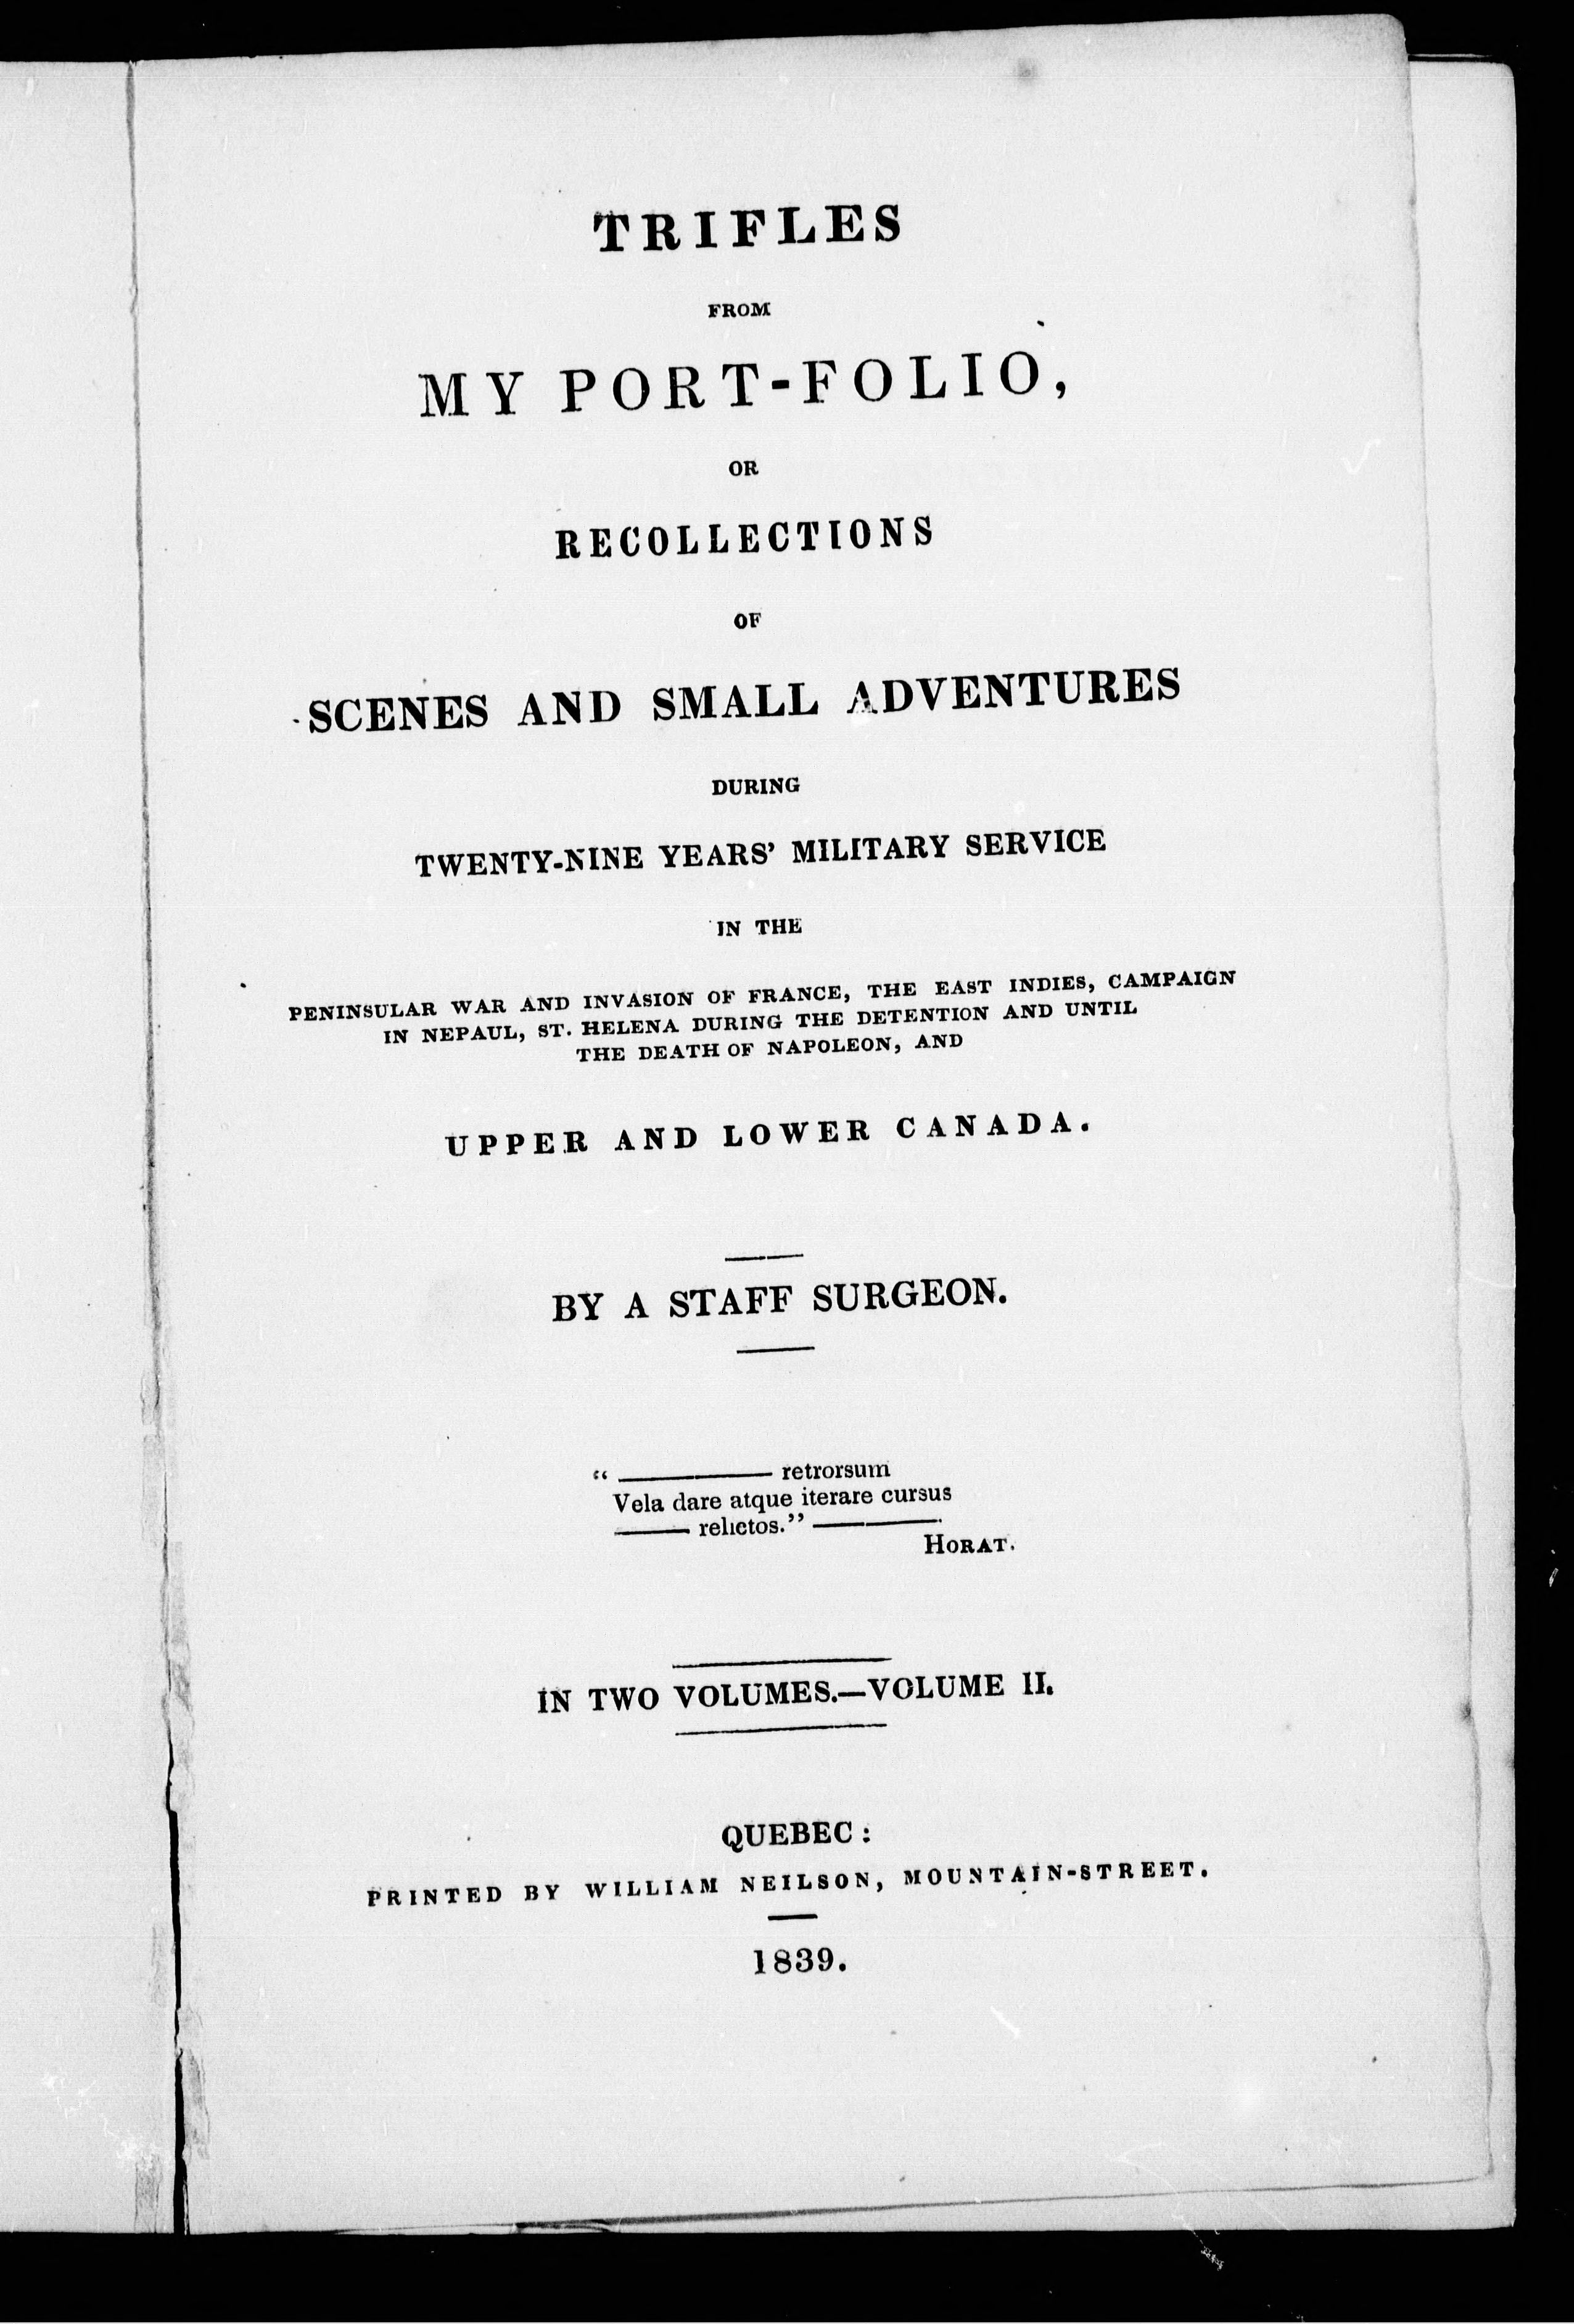 TRIFLES
FROM
MY PORT-FOLIO,
OR
RECOLLECTIONS
OF
SCENES AND SMALL ADVENTURES
DURING
TWENTY-NINE YEARS' MILITARY SERVICE
IN THE
PENINSULAR WAR AND INVASION OF FRANCE, THE EAST INDIES, CAMPAIGN
IN NEPAUL, ST. HELENA DURING THE DETENTION AND UNTIL
THE DEATH OF NAPOLEON, AND
UPPER AND LOWER CANADA.
BY A STAFF SURGEON.
“ ——— retrorsum
Vela dare atque iterare cursus
—— relictos.” ———
HORAT.
IN TWO VOLUMES.—VOLUME II.
QUEBEC:
PRINTED BY WILLIAM NEILSON, MOUNTAIN-STREET.
1839.